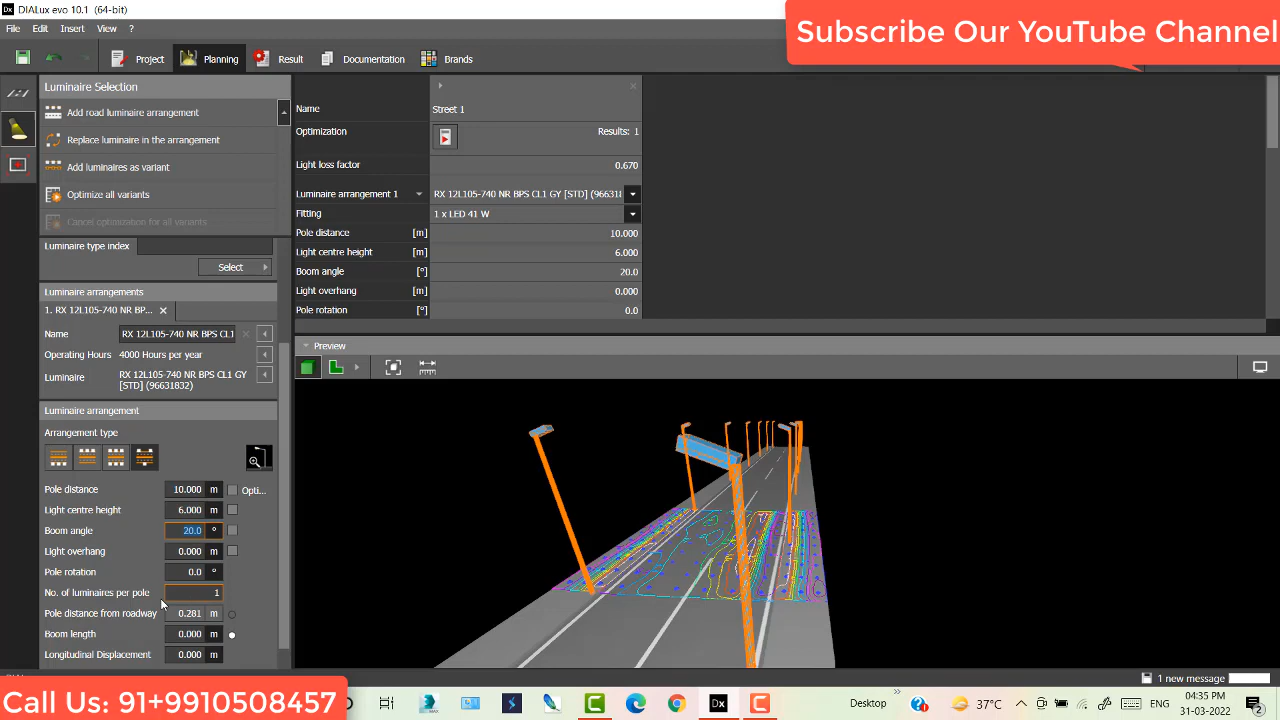 DIALux evo 10.1 (64-bit)
File Edit Insert View ?
Subscribe Our YouTube Channel
Project Planning Result Documentation Brands
Luminaire Selection
Add road luminaire arrangement
Replace luminaire in the arrangement
Add luminaires as variant
Optimize all variants
Cancel optimization for all variants
Luminaire type index
Select
Luminaire arrangements
1. RX 12L105-740 NR BP...
Name RX 12L105-740 NR BPS CL1
Operating Hours 4000 Hours per year
Luminaire RX 12L105-740 NR BPS CL1 GY
[STD] (96631832)
Luminaire arrangement
Arrangement type
Pole distance 10.000 m Opti...
Light centre height 6.000 m
Boom angle 20.0 °
Light overhang 0.000 m
Pole rotation 0.0 °
No. of luminaires per pole 1
Pole distance from roadway 0.281 m
Boom length 0.000 m
Longitudinal Displacement 0.000 m
Name Street 1
Optimization Results: 1
Light loss factor 0.670
Luminaire arrangement 1 RX 12L105-740 NR BPS CL1 GY [STD] (96631
Fitting 1 x LED 41 W
Pole distance [m] 10.000
Light centre height [m] 6.000
Boom angle [°] 20.0
Light overhang [m] 0.000
Pole rotation [°] 0.0
Preview
1 new message
Call Us: 91+9910508457
Desktop
37°C
ENG
04:35 PM
31-03-2022
2